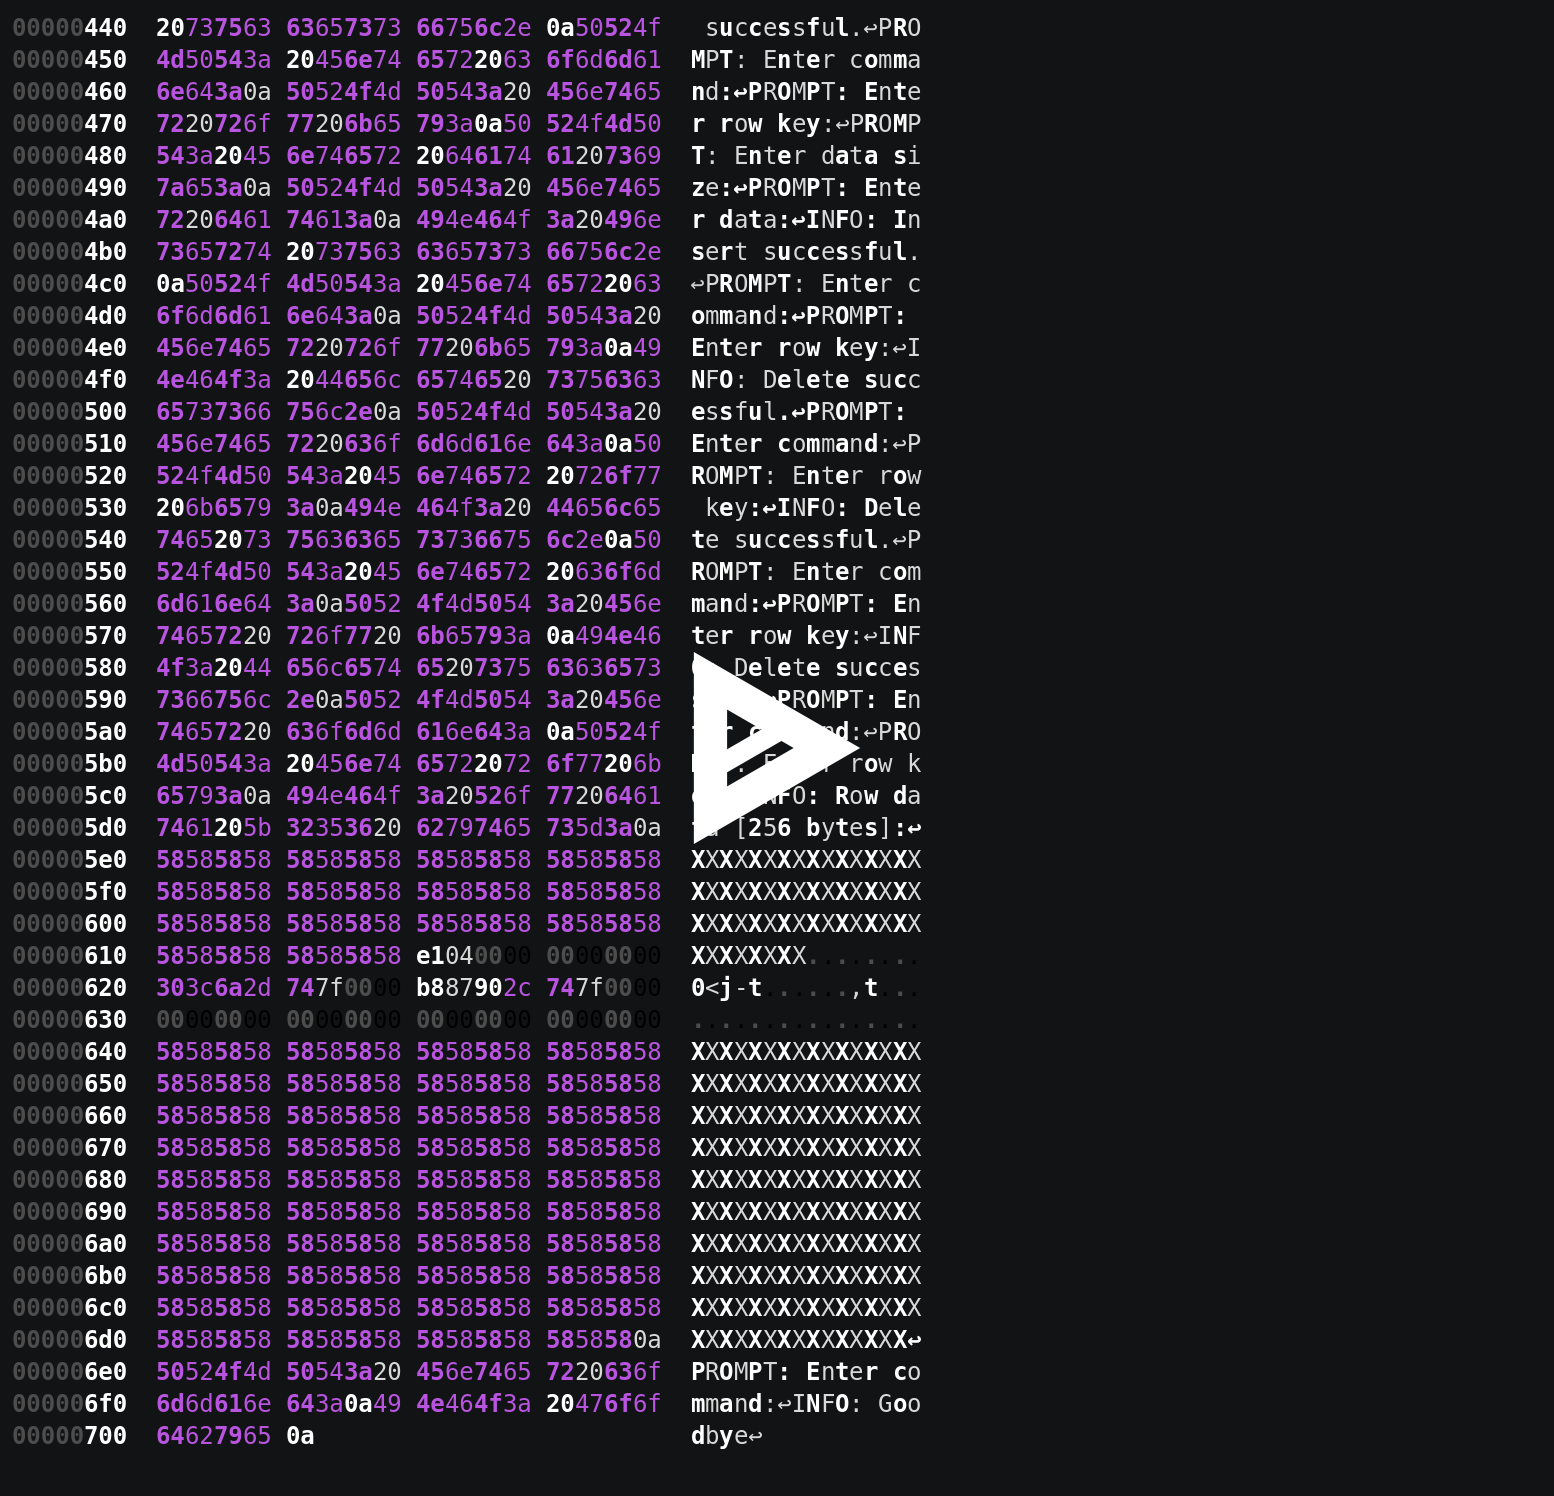 00000440 20737563 63657373 66756c2e 0a50524f  successful.↩PRO
00000450 4d50543a 20456e74 65722063 6f6d6d61 MPT: Enter comma
00000460 6e643a0a 50524f4d 50543a20 456e7465 nd:↩PROMPT: Ente
00000470 7220726f 77206b65 793a0a50 524f4d50 r row key:↩PROMP
00000480 543a2045 6e746572 20646174 61207369 T: Enter data si
00000490 7a653a0a 50524f4d 50543a20 456e7465 ze:↩PROMPT: Ente
000004a0 72206461 74613a0a 494e464f 3a20496e r data:↩INFO: In
000004b0 73657274 20737563 63657373 66756c2e sert successful.
000004c0 0a50524f 4d50543a 20456e74 65722063 ↩PROMPT: Enter c
000004d0 6f6d6d61 6e643a0a 50524f4d 50543a20 ommand:↩PROMPT:
000004e0 456e7465 7220726f 77206b65 793a0a49 Enter row key:↩I
000004f0 4e464f3a 2044656c 65746520 73756363 NFO: Delete succ
00000500 65737366 756c2e0a 50524f4d 50543a20 essful.↩PROMPT:
00000510 456e7465 7220636f 6d6d616e 643a0a50 Enter command:↩P
00000520 524f4d50 543a2045 6e746572 20726f77 ROMPT: Enter row
00000530 206b6579 3a0a494e 464f3a20 44656c65  key:↩INFO: Dele
00000540 74652073 75636365 73736675 6c2e0a50 te successful.↩P
00000550 524f4d50 543a2045 6e746572 20636f6d ROMPT: Enter com
00000560 6d616e64 3a0a5052 4f4d5054 3a20456e mand:↩PROMPT: En
00000570 74657220 726f7720 6b65793a 0a494e46 ter row key:↩INF
00000580 4f3a2044 656c6574 65207375 63636573 Delete succes
00000590 7366756c 2e0a5052 4f4d5054 3a20456e PROMPT: En
000005a0 74657220 636f6d6d 616e643a 0a50524f d:↩PRO
000005b0 4d50543a 20456e74 65722072 6f77206b row k
000005c0 65793a0a 494e464f 3a20526f 77206461 FO: Row da
000005d0 7461205b 32353620 62797465 735d3a0a [256 bytes]:↩
000005e0 58585858 58585858 58585858 58585858 XXXXXXXXXXXXXXXX
000005f0 58585858 58585858 58585858 58585858 XXXXXXXXXXXXXXXX
00000600 58585858 58585858 58585858 58585858 XXXXXXXXXXXXXXXX
00000610 58585858 58585858 e1040000 00000000 XXXXXXXX........
00000620 303c6a2d 747f0000 b887902c 747f0000 0<j-t......,t...
00000630 00000000 00000000 00000000 00000000 ................
00000640 58585858 58585858 58585858 58585858 XXXXXXXXXXXXXXXX
00000650 58585858 58585858 58585858 58585858 XXXXXXXXXXXXXXXX
00000660 58585858 58585858 58585858 58585858 XXXXXXXXXXXXXXXX
00000670 58585858 58585858 58585858 58585858 XXXXXXXXXXXXXXXX
00000680 58585858 58585858 58585858 58585858 XXXXXXXXXXXXXXXX
00000690 58585858 58585858 58585858 58585858 XXXXXXXXXXXXXXXX
000006a0 58585858 58585858 58585858 58585858 XXXXXXXXXXXXXXXX
000006b0 58585858 58585858 58585858 58585858 XXXXXXXXXXXXXXXX
000006c0 58585858 58585858 58585858 58585858 XXXXXXXXXXXXXXXX
000006d0 58585858 58585858 58585858 5858580a XXXXXXXXXXXXXXX↩
000006e0 50524f4d 50543a20 456e7465 7220636f PROMPT: Enter co
000006f0 6d6d616e 643a0a49 4e464f3a 20476f6f mmand:↩INFO: Goo
00000700 64627965 0a dbye↩